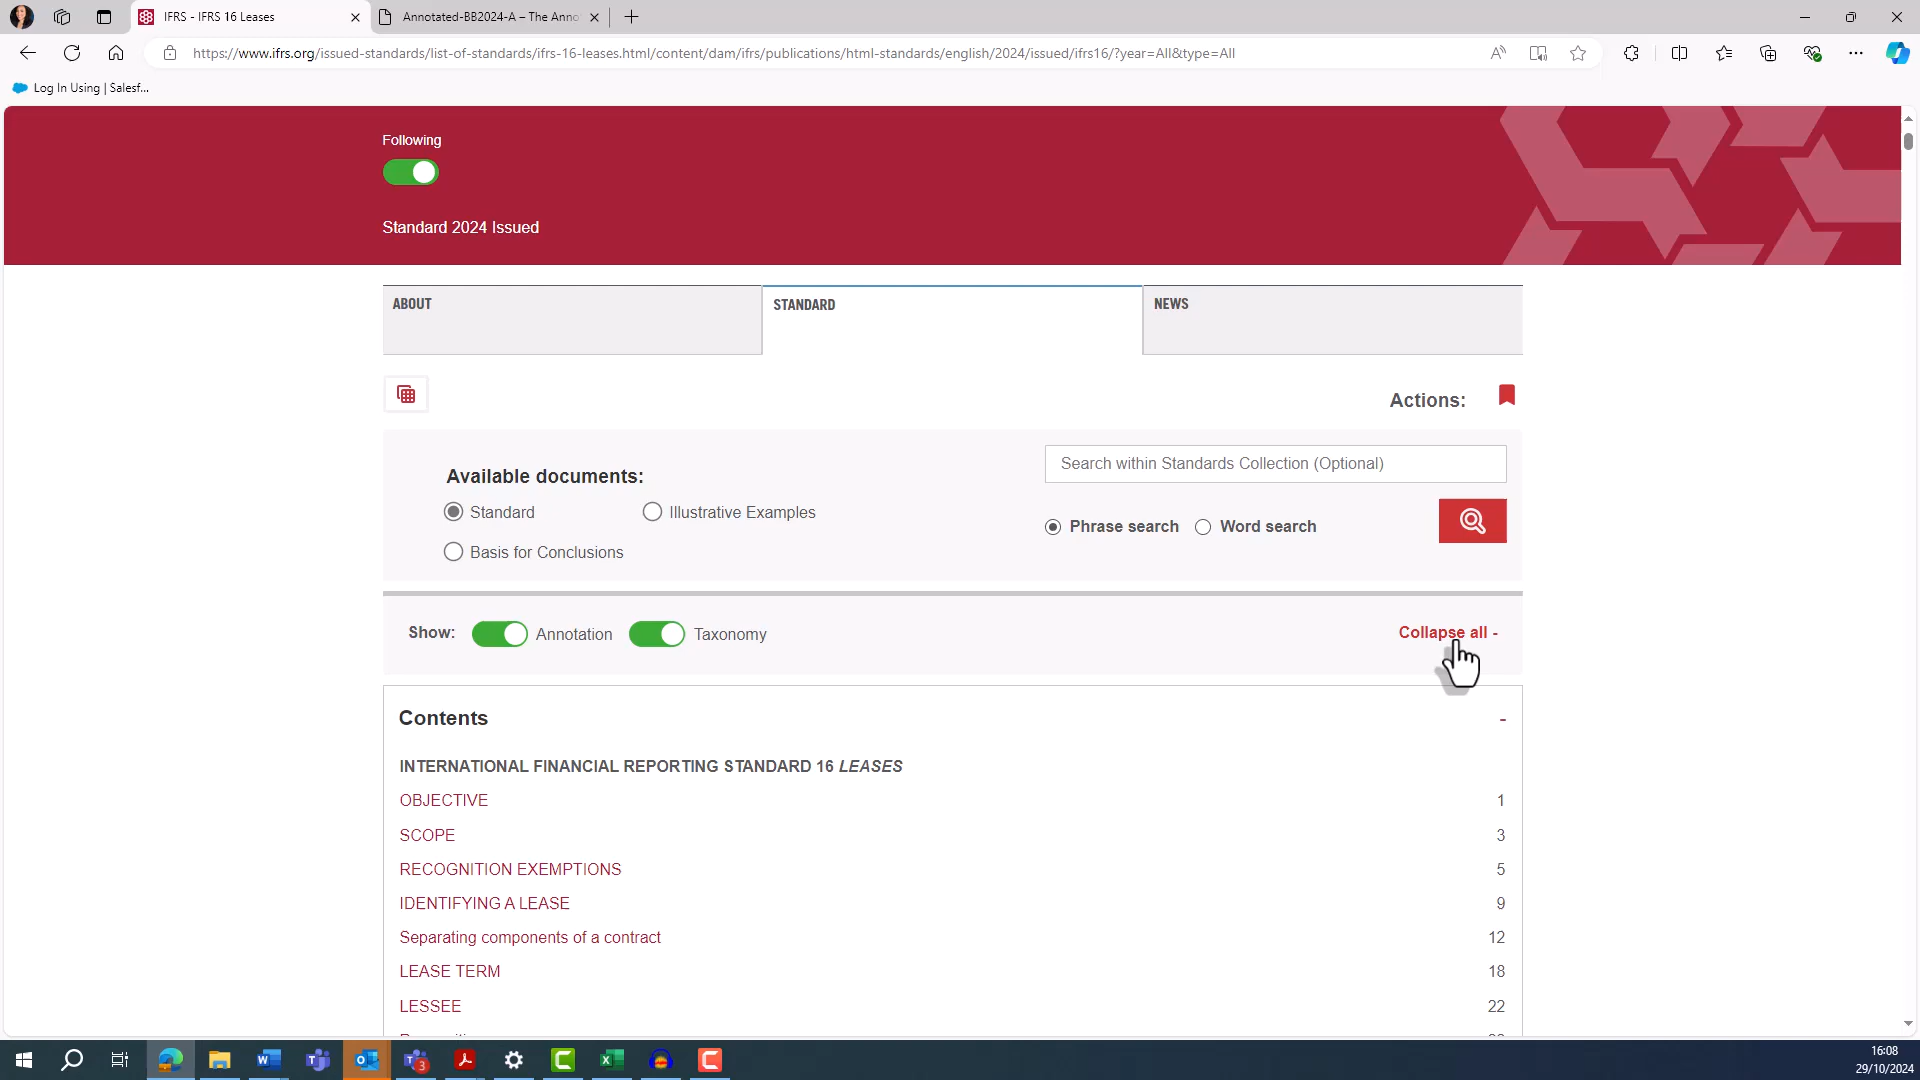 IFRS - IFRS 16 Leases
Annotated-BB2024-A – The Anno
https://www.ifrs.org/issued-standards/list-of-standards/ifrs-16-leases.html/content/dam/ifrs/publications/html-standards/english/2024/issued/ifrs16/?year=All&type=All
Log In Using | Salesf...
Following
Standard 2024 Issued
ABOUT
STANDARD
NEWS
Actions:
Available documents:
Search within Standards Collection (Optional)
Standard
Illustrative Examples
Phrase search
Word search
Basis for Conclusions
Show:
Annotation
Taxonomy
Collapse all -
Contents
-
INTERNATIONAL FINANCIAL REPORTING STANDARD 16 LEASES
OBJECTIVE 1
SCOPE 3
RECOGNITION EXEMPTIONS 5
IDENTIFYING A LEASE 9
Separating components of a contract 12
LEASE TERM 18
LESSEE 22
3
16:08
29/10/2024